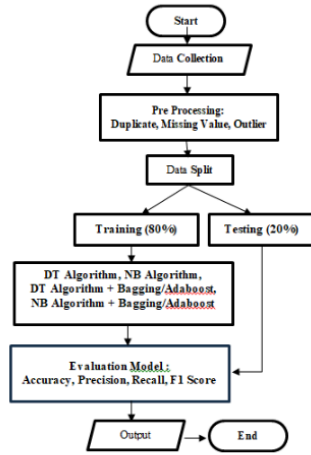 Start
Data Collection
Pre Processing:
Duplicate, Missing Value, Outlier
Data Split
Training (80%)
Testing (20%)
DT Algorithm, NB Algorithm,
DT Algorithm + Bagging/Adaboost,
NB Algorithm + Bagging/Adaboost
Evaluation Model :
Accuracy, Precision, Recall, F1 Score
Output
End